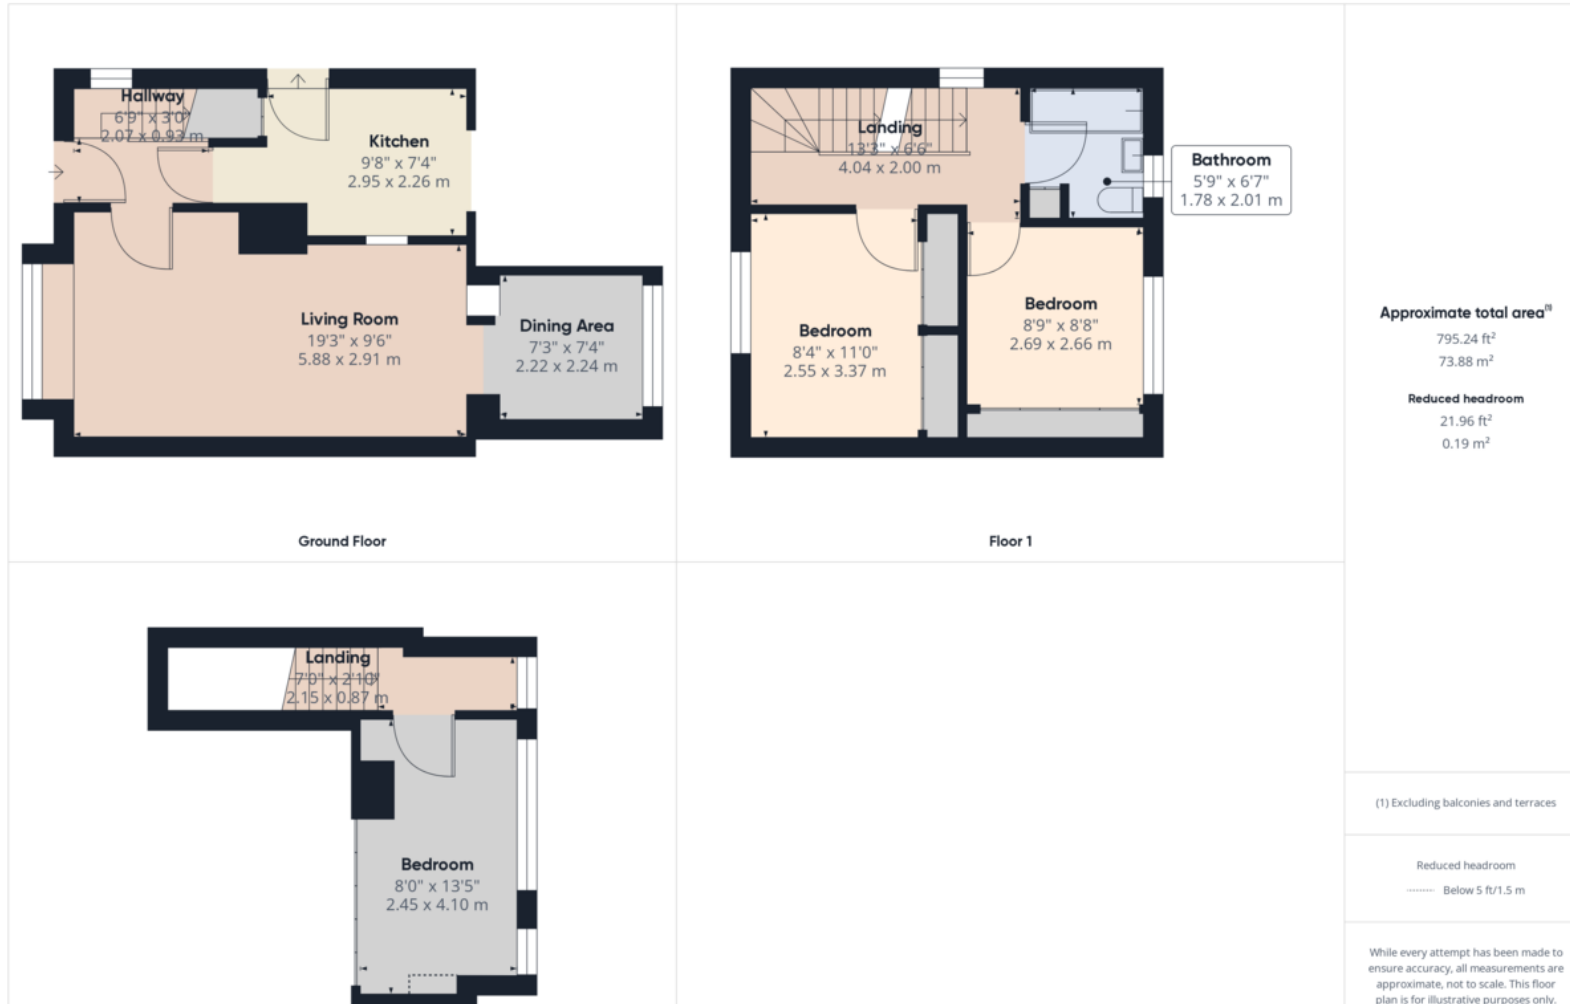 Hallway
6'9" x 3'0"
2.07 x 0.93 m
Kitchen
9'8" x 7'4"
2.95 x 2.26 m
Living Room
19'3" x 9'6"
5.88 x 2.91 m
Dining Area
7'3" x 7'4"
2.22 x 2.24 m
Ground Floor
Landing
13'3" x 6'6"
4.04 x 2.00 m
Bathroom
5'9" x 6'7"
1.78 x 2.01 m
Bedroom
8'4" x 11'0"
2.55 x 3.37 m
Bedroom
8'9" x 8'8"
2.69 x 2.66 m
Floor 1
Landing
7'0" x 2'10"
2.15 x 0.87 m
Bedroom
8'0" x 13'5"
2.45 x 4.10 m
Approximate total area(1)
795.24 ft²
73.88 m²
Reduced headroom
21.96 ft²
0.19 m²
(1) Excluding balconies and terraces
Reduced headroom
Below 5 ft/1.5 m
While every attempt has been made to
ensure accuracy, all measurements are
approximate, not to scale. This floor
plan is for illustrative purposes only.